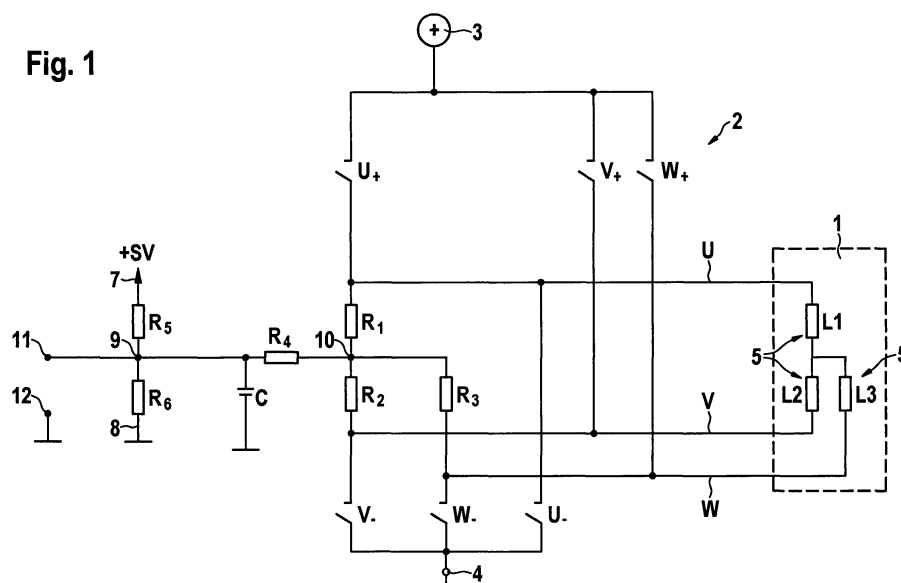 Fig. 1
3
2
U+
V+
W+
1
+SV
7
U
11
9
R5
R4
10
R1
L1
5
5
12
R6
C
R2
R3
L2
L3
8
V
W
V-
W-
U-
4